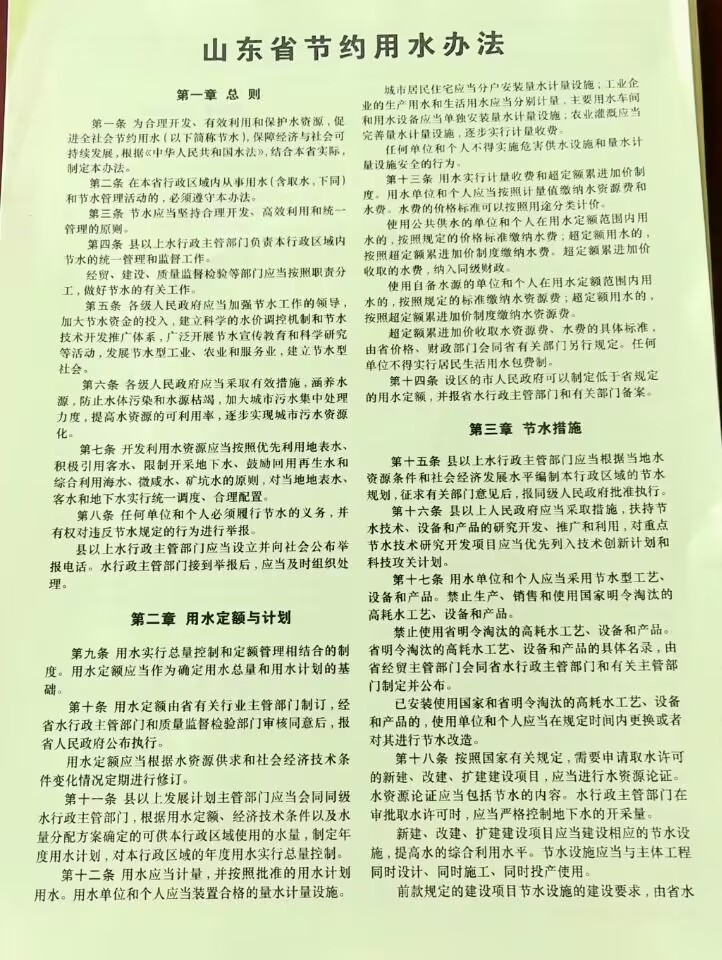 山东省节约用水办法
第一章 总 则
第一条 为合理开发、有效利用和保护水资源,促
进全社会节约用水(以下简称节水),保障经济与社会可
持续发展,根据《中华人民共和国水法》,结合本省实际,
制定本办法。
第二条 在本省行政区域内从事用水(含取水,下同)
和节水管理活动的,必须遵守本办法。
第三条 节水应当坚持合理开发、高效利用和统一
管理的原则。
第四条 县以上水行政主管部门负责本行政区域内
节水的统一管理和监督工作。
经贸、建设、质量监督检验等部门应当按照职责分
工,做好节水的有关工作。
第五条 各级人民政府应当加强节水工作的领导,
加大节水资金的投入,建立科学的水价调控机制和节水
技术开发推广体系,广泛开展节水宣传教育和科学研究
等活动,发展节水型工业、农业和服务业,建立节水型
社会。
第六条 各级人民政府应当采取有效措施,涵养水
源,防止水体污染和水源枯竭,加大城市污水集中处理
力度,提高水资源的可利用率,逐步实现城市污水资源
化。
第七条 开发利用水资源应当按照优先利用地表水、
积极引用客水、限制开采地下水、鼓励回用再生水和
综合利用海水、微咸水、矿坑水的原则,对当地地表水、
客水和地下水实行统一调度、合理配置。
第八条 任何单位和个人必须履行节水的义务,并
有权对违反节水规定的行为进行举报。
县以上水行政主管部门应当设立并向社会公布举
报电话。水行政主管部门接到举报后,应当及时组织处
理。
第二章 用水定额与计划
第九条 用水实行总量控制和定额管理相结合的制
度。用水定额应当作为确定用水总量和用水计划的基
础。
第十条 用水定额由省有关行业主管部门制订,经
省水行政主管部门和质量监督检验部门审核同意后,报
省人民政府公布执行。
用水定额应当根据水资源供求和社会经济技术条
件变化情况定期进行修订。
第十一条 县以上发展计划主管部门应当会同同级
水行政主管部门,根据用水定额、经济技术条件以及水
量分配方案确定的可供本行政区域使用的水量,制定年
度用水计划,对本行政区域的年度用水实行总量控制。
第十二条 用水应当计量,并按照批准的用水计划
用水。用水单位和个人应当装置合格的量水计量设施。
城市居民住宅应当分户安装量水计量设施;工业企
业的生产用水和生活用水应当分别计量,主要用水车间
和用水设备应当单独安装量水计量设施;农业灌溉应当
完善量水计量设施,逐步实行计量收费。
任何单位和个人不得实施危害供水设施和量水计
量设施安全的行为。
第十三条 用水实行计量收费和超定额累进加价制
度。用水单位和个人应当按照计量值缴纳水资源费和
水费。水费的价格标准可以按照用途分类计价。
使用公共供水的单位和个人在用水定额范围内用
水的,按照规定的价格标准缴纳水费;超定额用水的,
按照超定额累进加价制度缴纳水费。超定额累进加价
收取的水费,纳入同级财政。
使用自备水源的单位和个人在用水定额范围内用
水的,按照规定的标准缴纳水资源费;超定额用水的,
按照超定额累进加价制度缴纳水资源费。
超定额累进加价收取水资源费、水费的具体标准,
由省价格、财政部门会同省有关部门另行规定。任何
单位不得实行居民生活用水包费制。
第十四条 设区的市人民政府可以制定低于省规定
的用水定额,并报省水行政主管部门和有关部门备案。
第三章 节水措施
第十五条 县以上水行政主管部门应当根据当地水
资源条件和社会经济发展水平编制本行政区域的节水
规划,征求有关部门意见后,报同级人民政府批准执行。
第十六条 县以上人民政府应当采取措施,扶持节
水技术、设备和产品的研究开发、推广和利用,对重点
节水技术研究开发项目应当优先列入技术创新计划和
科技攻关计划。
第十七条 用水单位和个人应当采用节水型工艺、
设备和产品。禁止生产、销售和使用国家明令淘汰的
高耗水工艺、设备和产品。
禁止使用省明令淘汰的高耗水工艺、设备和产品。
省明令淘汰的高耗水工艺、设备和产品的具体名录,由
省经贸主管部门会同省水行政主管部门和有关主管部
门制定并公布。
已安装使用国家和省明令淘汰的高耗水工艺、设备
和产品的,使用单位和个人应当在规定时间内更换或者
对其进行节水改造。
第十八条 按照国家有关规定,需要申请取水许可
的新建、改建、扩建建设项目,应当进行水资源论证。
水资源论证应当包括节水的内容。水行政主管部门在
审批取水许可时,应当严格控制地下水的开采量。
新建、改建、扩建建设项目应当建设相应的节水设
施,提高水的综合利用水平。节水设施应当与主体工程
同时设计、同时施工、同时投产使用。
前款规定的建设项目节水设施的建设要求,由省水